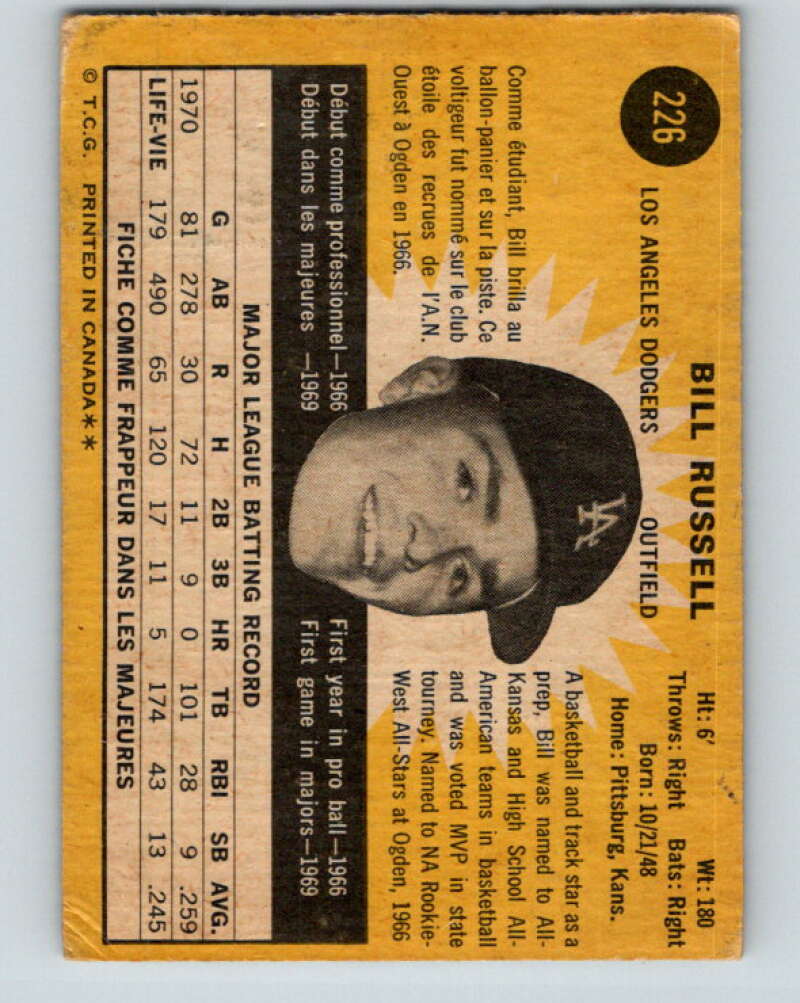 226
BILL RUSSELL
LOS ANGELES DODGERS OUTFIELD
Ht: 6' Wt: 180
Throws: Right Bats: Right
Born: 10/21/48
Home: Pittsburg, Kans.
Comme étudiant, Bill brilla au
ballon-panier et sur la piste. Ce
voltigeur fut nommé sur le club
étoile des recrues de l'A.N.
Ouest à Ogden en 1966.
LA
A basketball and track star as a
prep, Bill was named to All-
Kansas and High School All-
American teams in basketball
and was voted MVP in state
tourney. Named to NA Rookie-
West All-Stars at Ogden, 1966
Début comme professionnel—1966
Début dans les majeures —1969
First year in pro ball—1966
First game in majors—1969
MAJOR LEAGUE BATTING RECORD
G AB R H 2B 3B HR TB RBI SB AVG.
1970 81 278 30 72 11 9 0 101 28 9 .259
LIFE-VIE 179 490 65 120 17 11 5 174 43 13 .245
FICHE COMME FRAPPEUR DANS LES MAJEURES
© T.C.G. PRINTED IN CANADA**